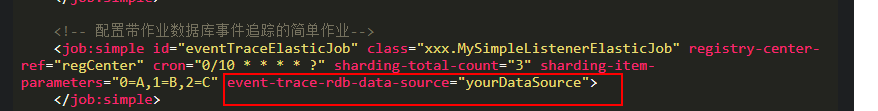 </job:simple>
<!-- 配置带作业数据库事件追踪的简单作业-->
<job:simple id="eventTraceElasticJob" class="xxx.MySimpleListenerElasticJob" registry-center-
ref="regCenter" cron="0/10 * * * * ?" sharding-total-count="3" sharding-item-
parameters="0=A,1=B,2=C" event-trace-rdb-data-source="yourDataSource">
</job:simple>